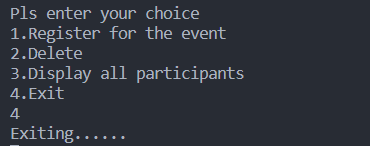 Pls enter your choice
1.Register for the event
2.Delete
3.Display all participants
4.Exit
4
Exiting......